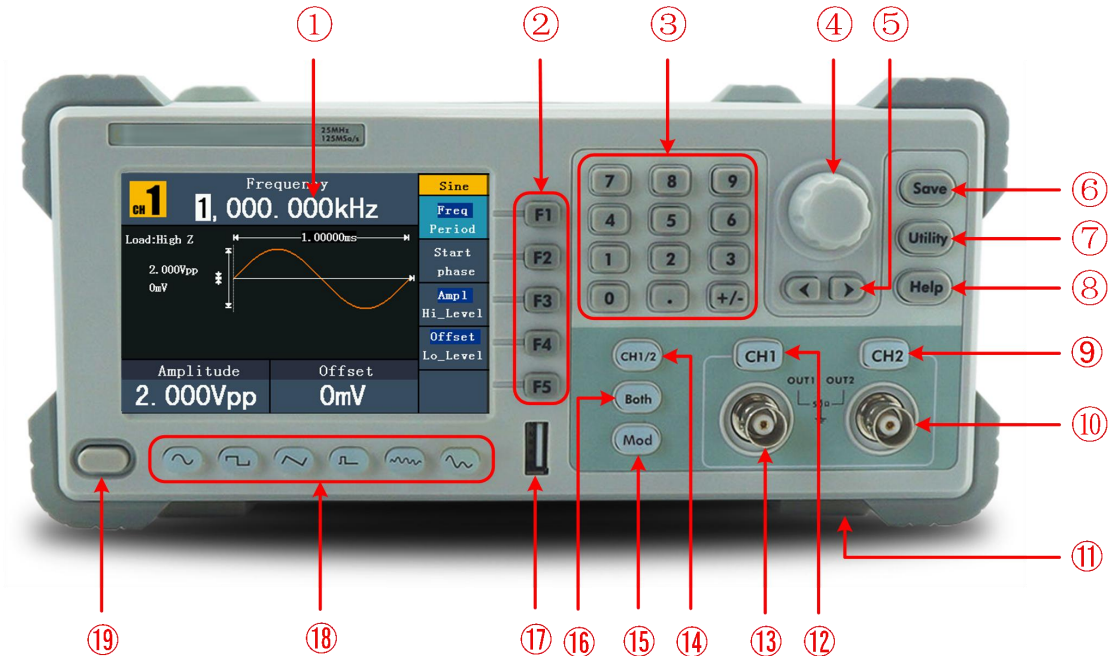 ① ② ③ ④ ⑤
25MHz
125MSa/s
CH1
Frequency
1,000.000kHz
Sine
Freq
Period
Load:High Z
1.00000ms
2.000Vpp
0mV
Start
phase
Ampl
Hi_Level
Offset
Lo_Level
Amplitude
2.000Vpp
Offset
0mV
F1
F2
F3
F4
F5
7 8 9
4 5 6
1 2 3
0 . +/-
< >
Save ⑥
Utility ⑦
Help ⑧
CH1/2
CH1
CH2 ⑨
Both
OUT1 OUT2
50Ω
⑩
Mod
⑪
⑲ ⑱ ⑰ ⑯ ⑮ ⑭ ⑬ ⑫